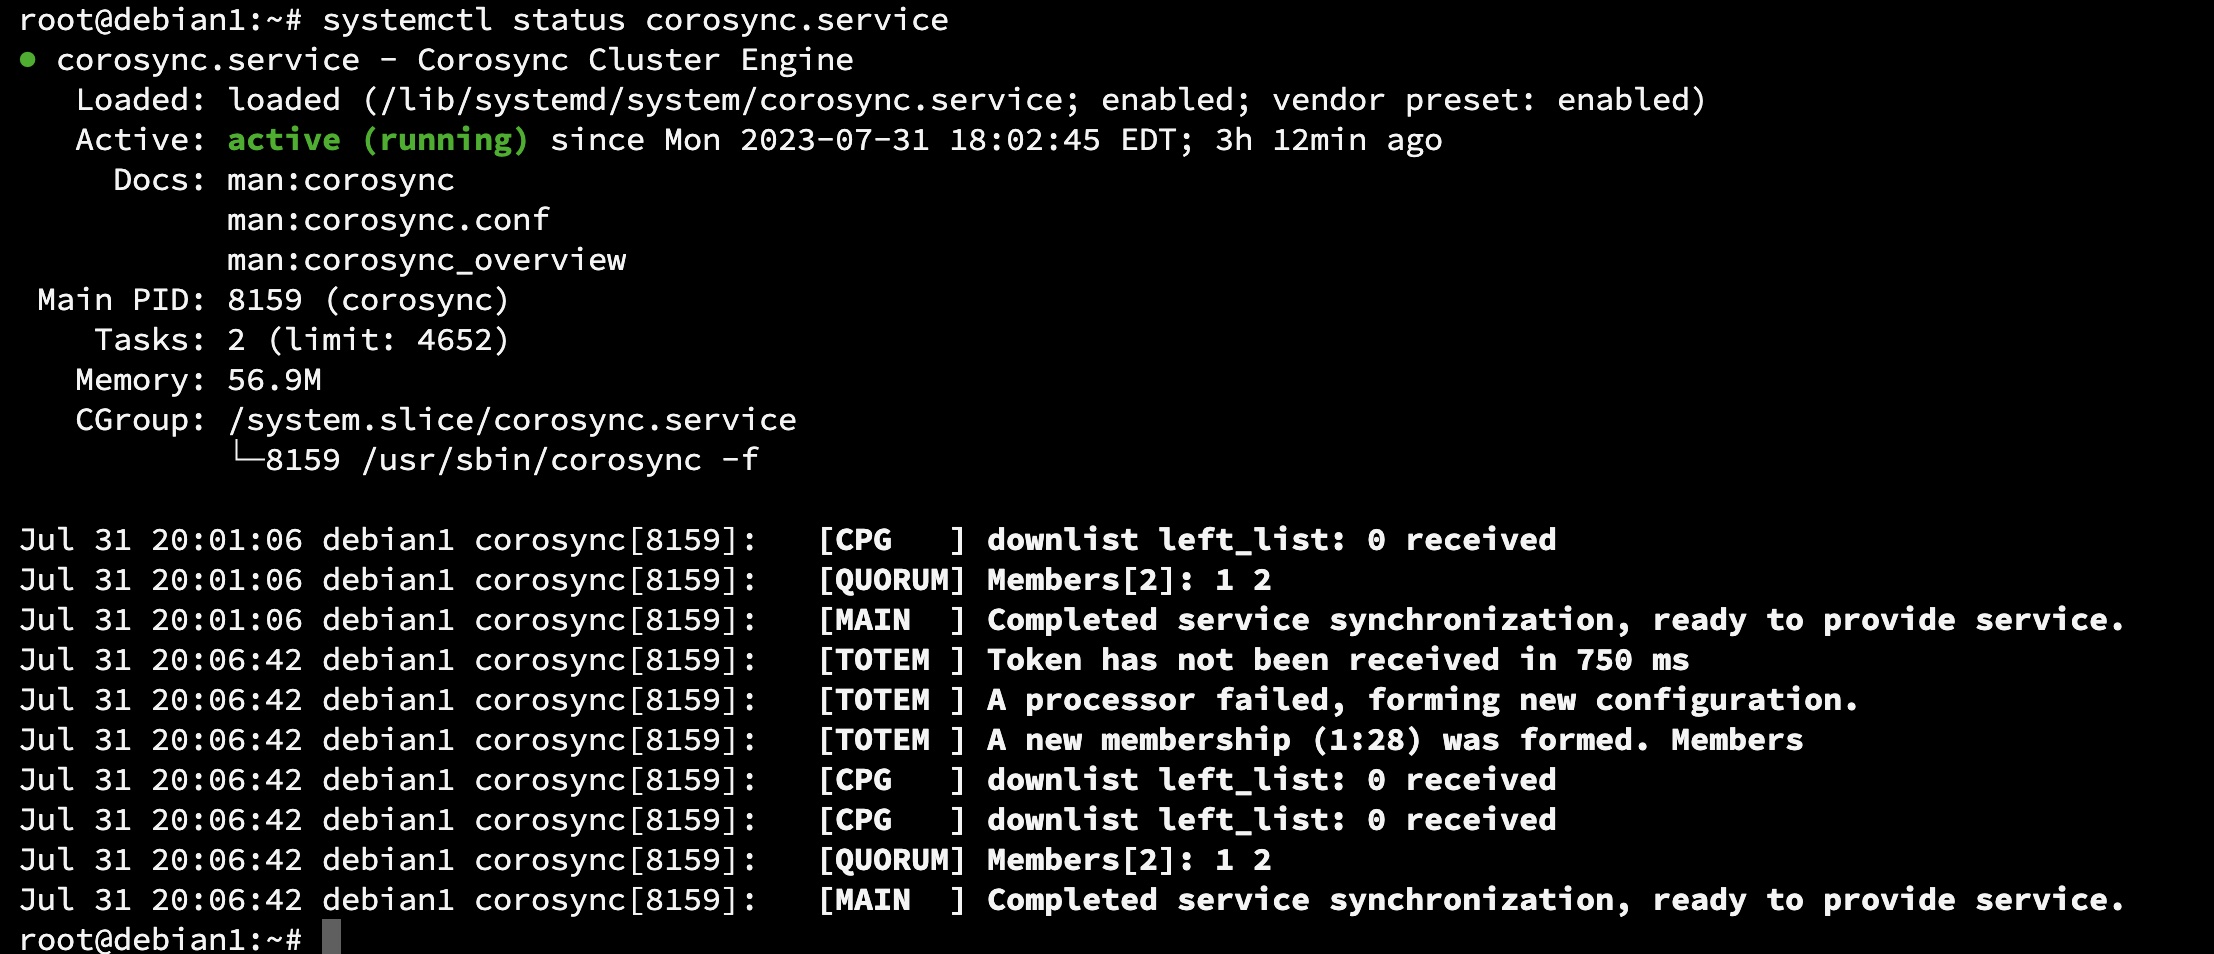 root@debian1:~# systemctl status corosync.service
● corosync.service - Corosync Cluster Engine
   Loaded: loaded (/lib/systemd/system/corosync.service; enabled; vendor preset: enabled)
   Active: active (running) since Mon 2023-07-31 18:02:45 EDT; 3h 12min ago
     Docs: man:corosync
           man:corosync.conf
           man:corosync_overview
 Main PID: 8159 (corosync)
    Tasks: 2 (limit: 4652)
   Memory: 56.9M
   CGroup: /system.slice/corosync.service
           └─8159 /usr/sbin/corosync -f

Jul 31 20:01:06 debian1 corosync[8159]:   [CPG   ] downlist left_list: 0 received
Jul 31 20:01:06 debian1 corosync[8159]:   [QUORUM] Members[2]: 1 2
Jul 31 20:01:06 debian1 corosync[8159]:   [MAIN  ] Completed service synchronization, ready to provide service.
Jul 31 20:06:42 debian1 corosync[8159]:   [TOTEM ] Token has not been received in 750 ms
Jul 31 20:06:42 debian1 corosync[8159]:   [TOTEM ] A processor failed, forming new configuration.
Jul 31 20:06:42 debian1 corosync[8159]:   [TOTEM ] A new membership (1:28) was formed. Members
Jul 31 20:06:42 debian1 corosync[8159]:   [CPG   ] downlist left_list: 0 received
Jul 31 20:06:42 debian1 corosync[8159]:   [CPG   ] downlist left_list: 0 received
Jul 31 20:06:42 debian1 corosync[8159]:   [QUORUM] Members[2]: 1 2
Jul 31 20:06:42 debian1 corosync[8159]:   [MAIN  ] Completed service synchronization, ready to provide service.
root@debian1:~#